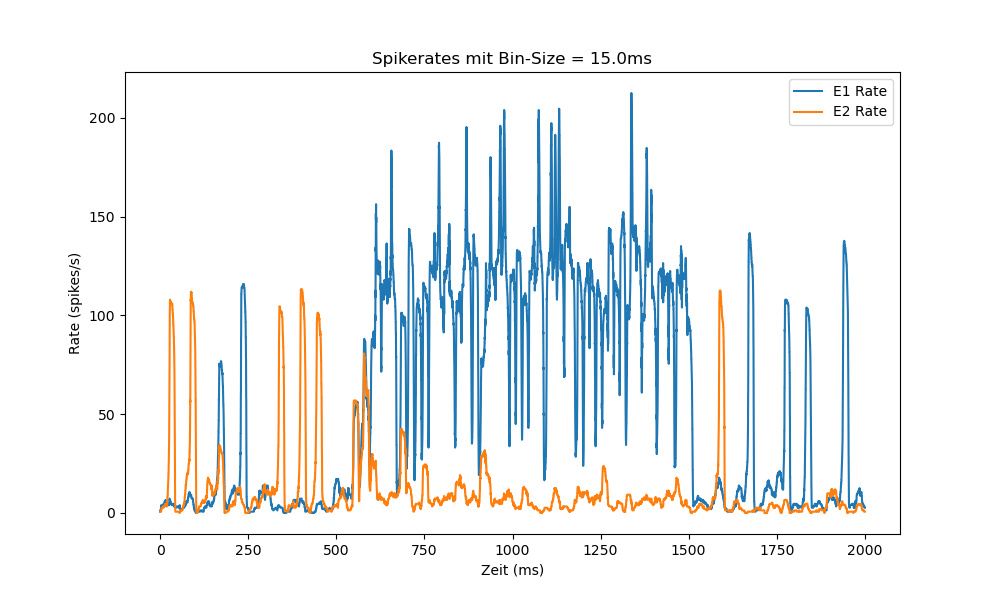 Spikerates mit Bin-Size = 15.0ms
E1 Rate
E2 Rate
Rate (spikes/s)
200
150
100
50
0
0 250 500 750 1000 1250 1500 1750 2000
Zeit (ms)